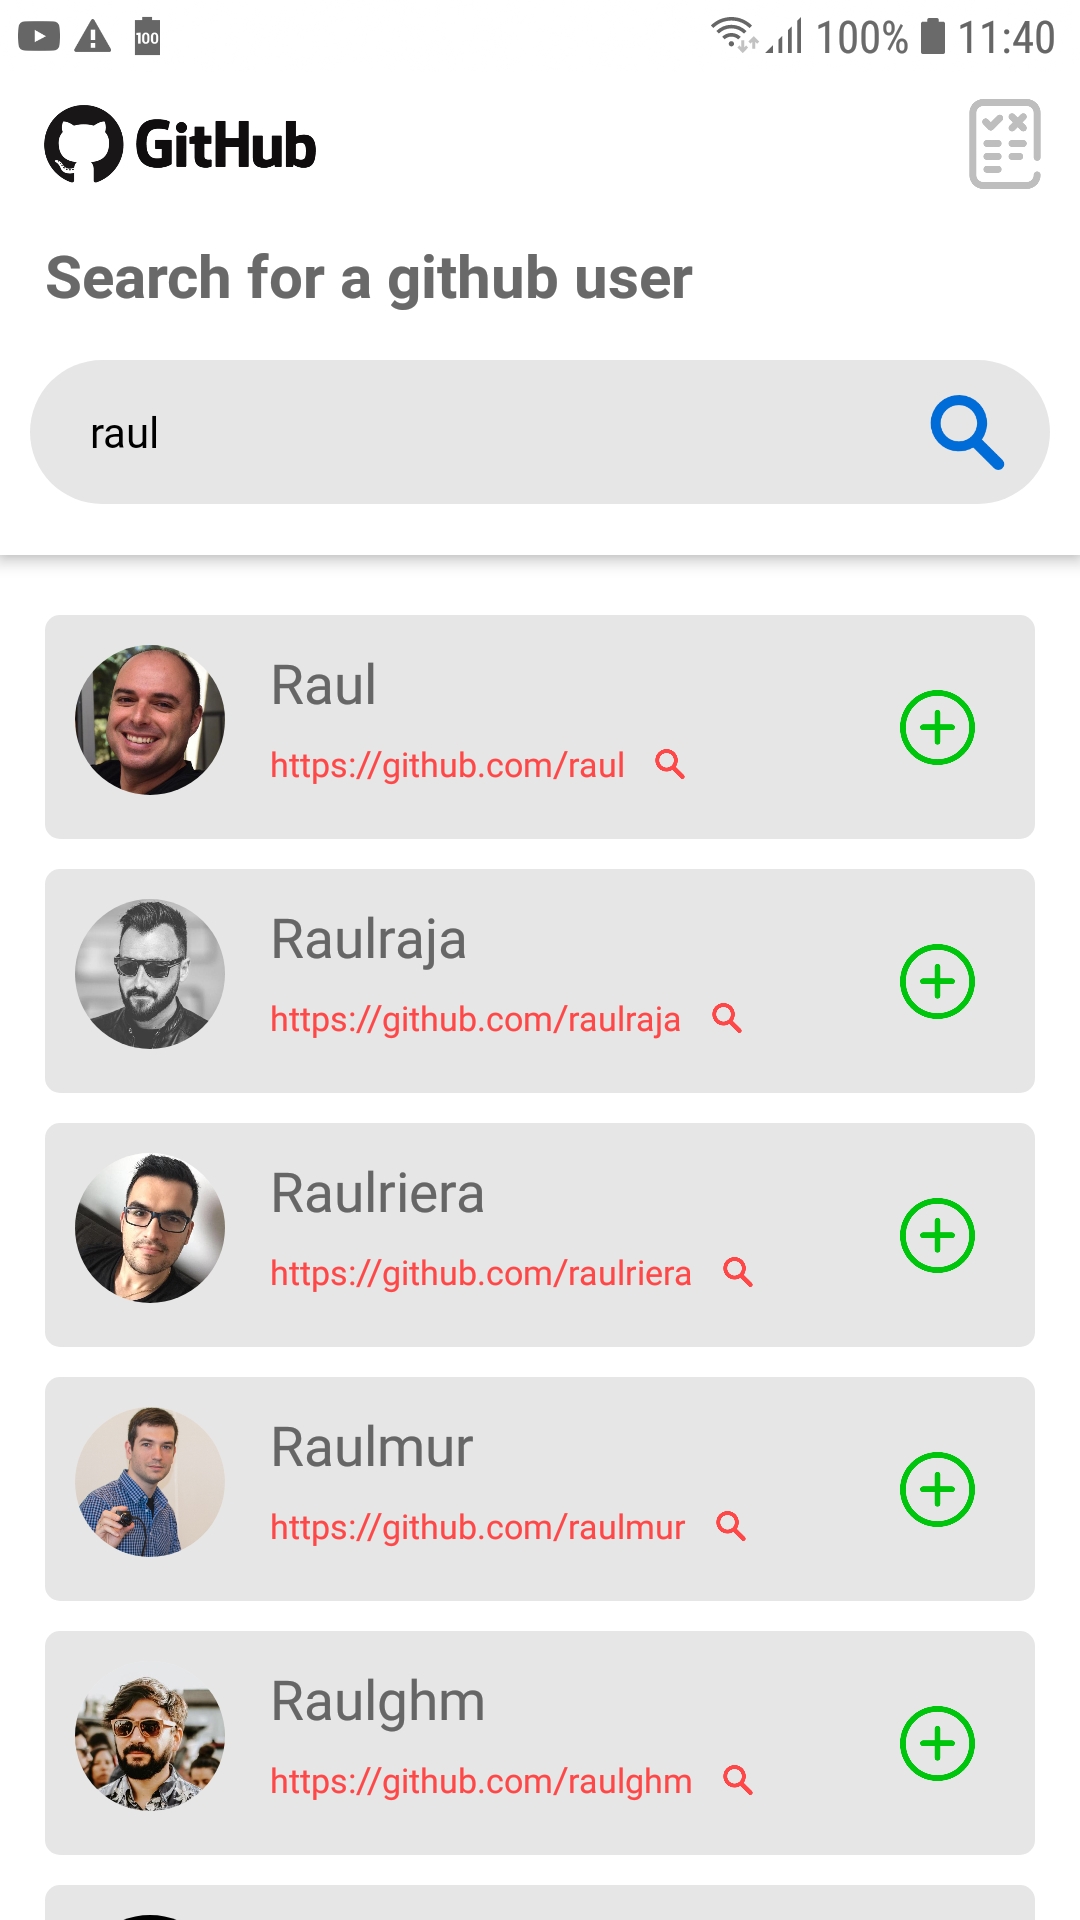 100 100% 11:40
GitHub
Search for a github user
raul
Raul
https://github.com/raul
Raulraja
https://github.com/raulraja
Raulriera
https://github.com/raulriera
Raulmur
https://github.com/raulmur
Raulghm
https://github.com/raulghm